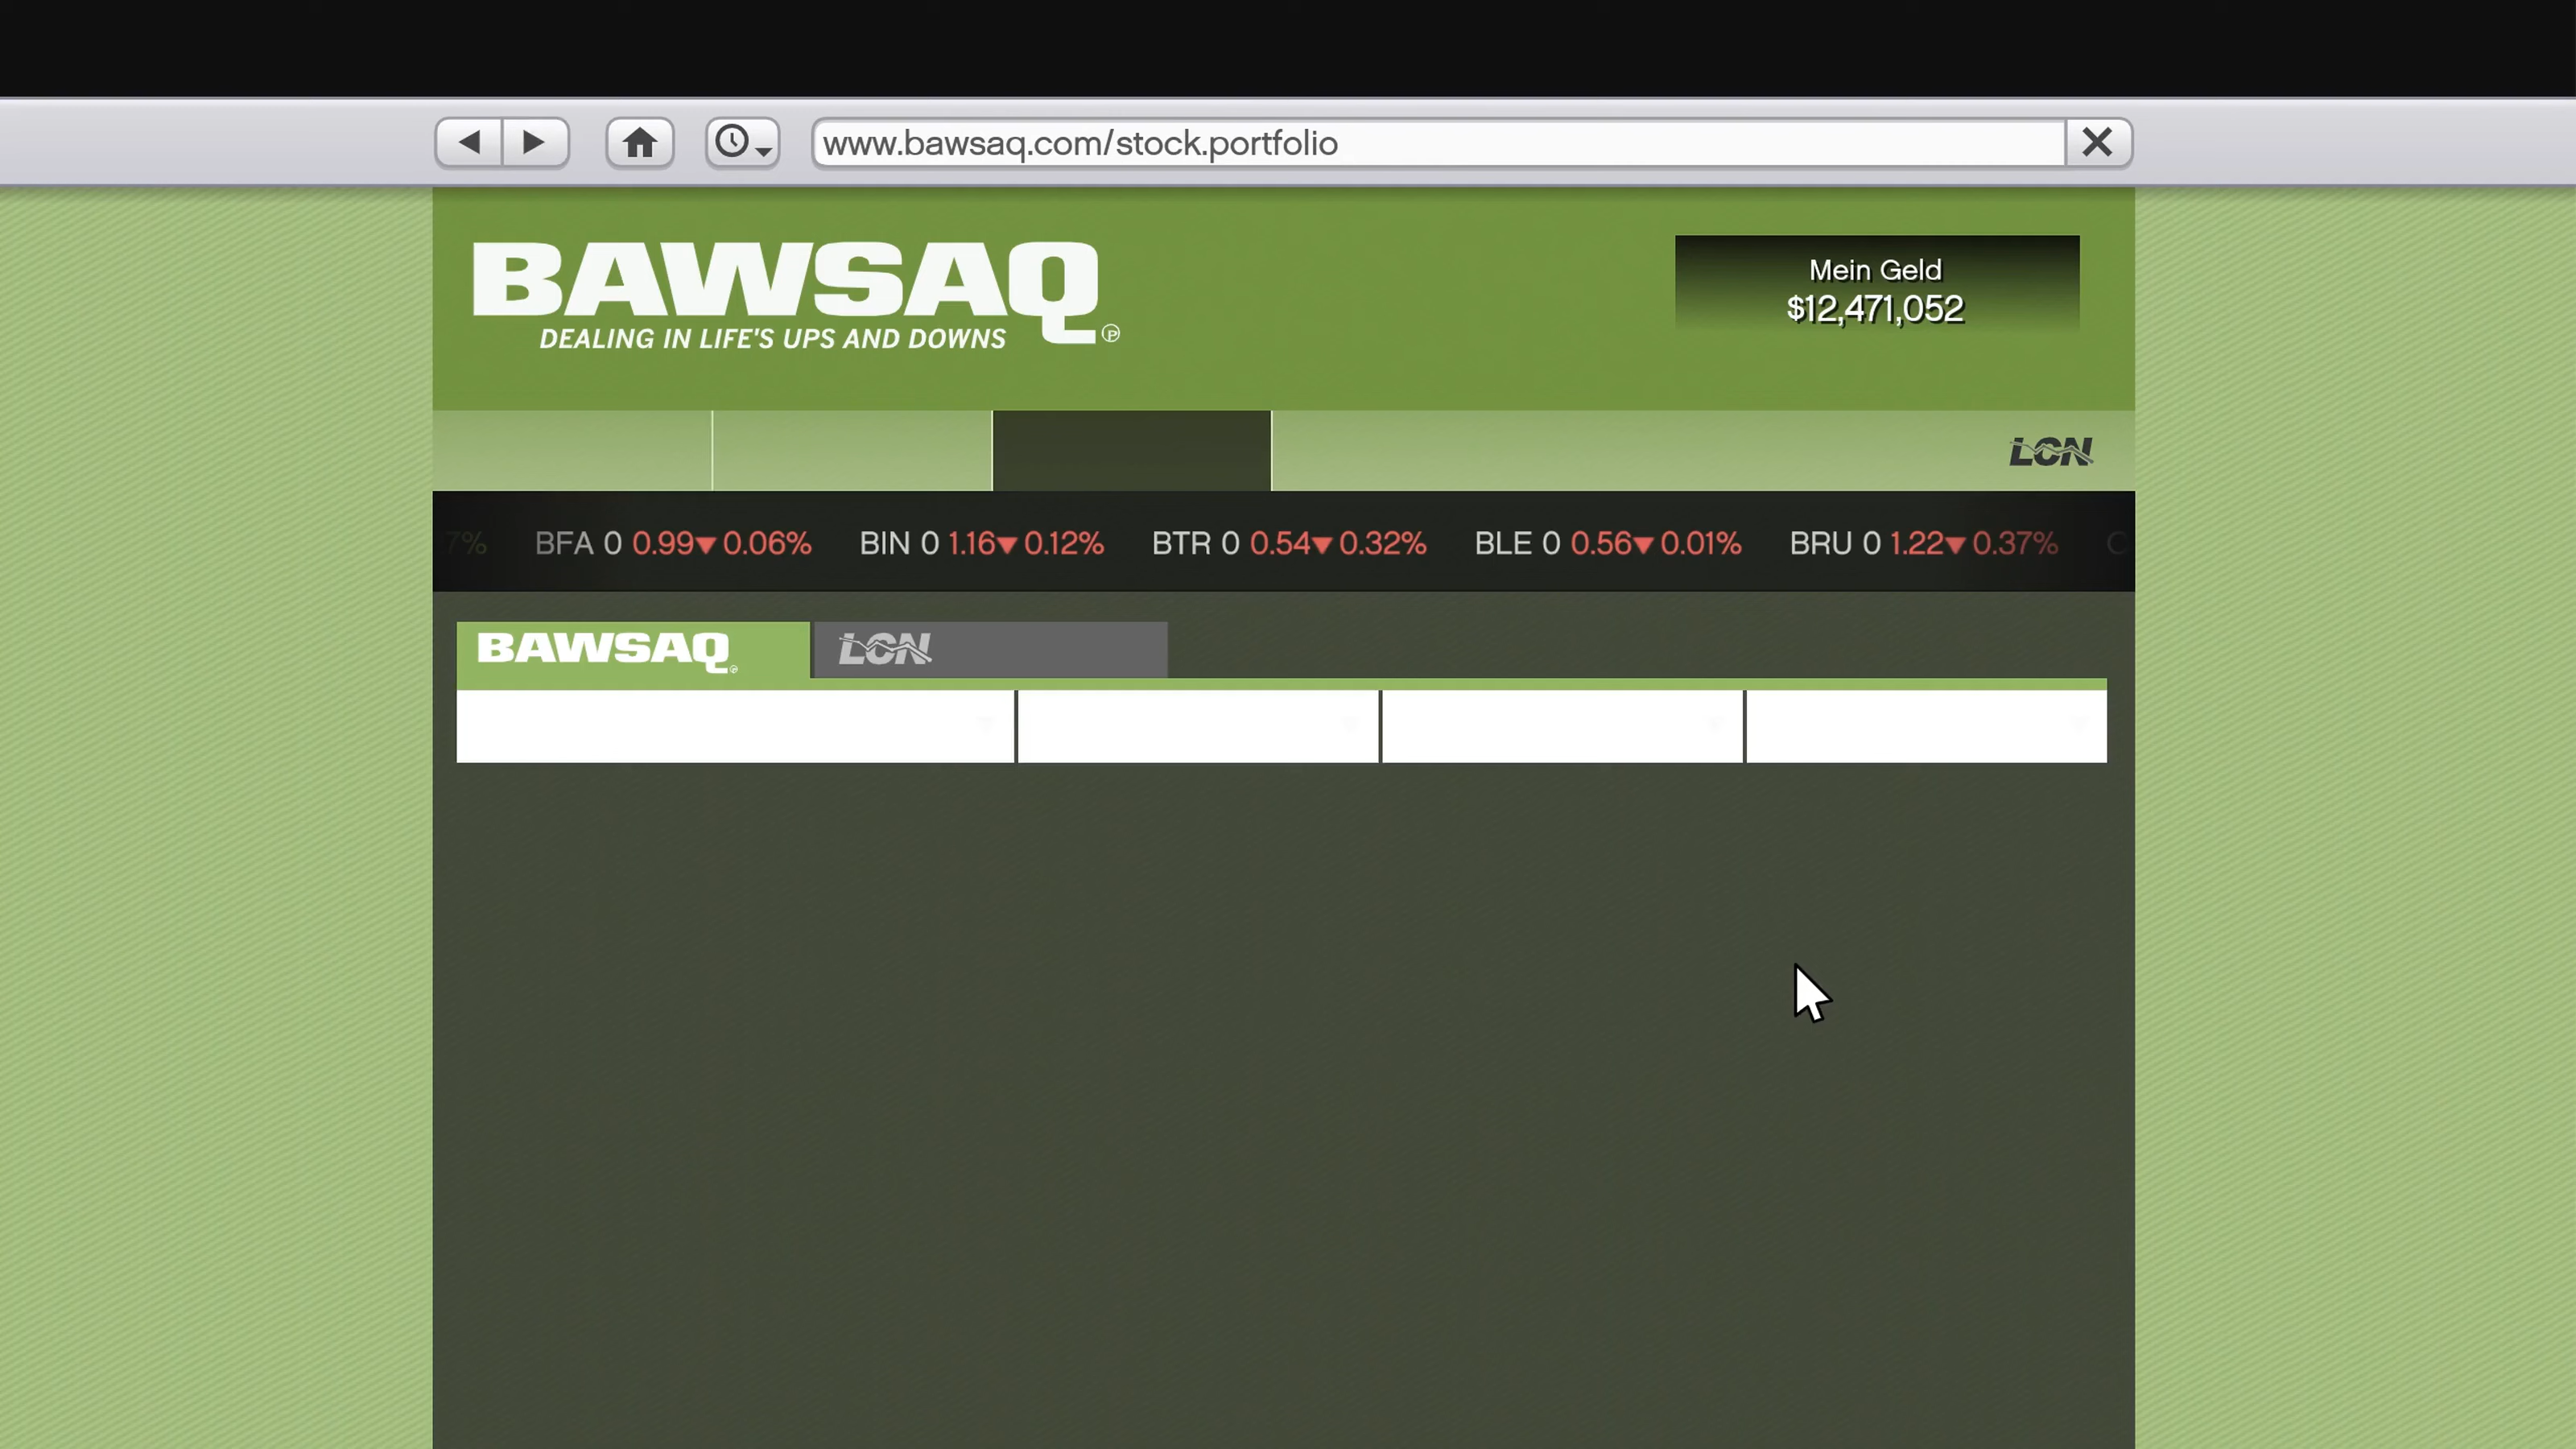 www.bawsaq.com/stock.portfolio
BAWSAQ
DEALING IN LIFE'S UPS AND DOWNS
Mein Geld
$12,471,052
LCN
7% BFA 0 0.99▼0.06% BIN 0 1.16▼0.12% BTR 0 0.54▼0.32% BLE 0 0.56▼0.01% BRU 0 1.22▼0.37%
BAWSAQ LCN